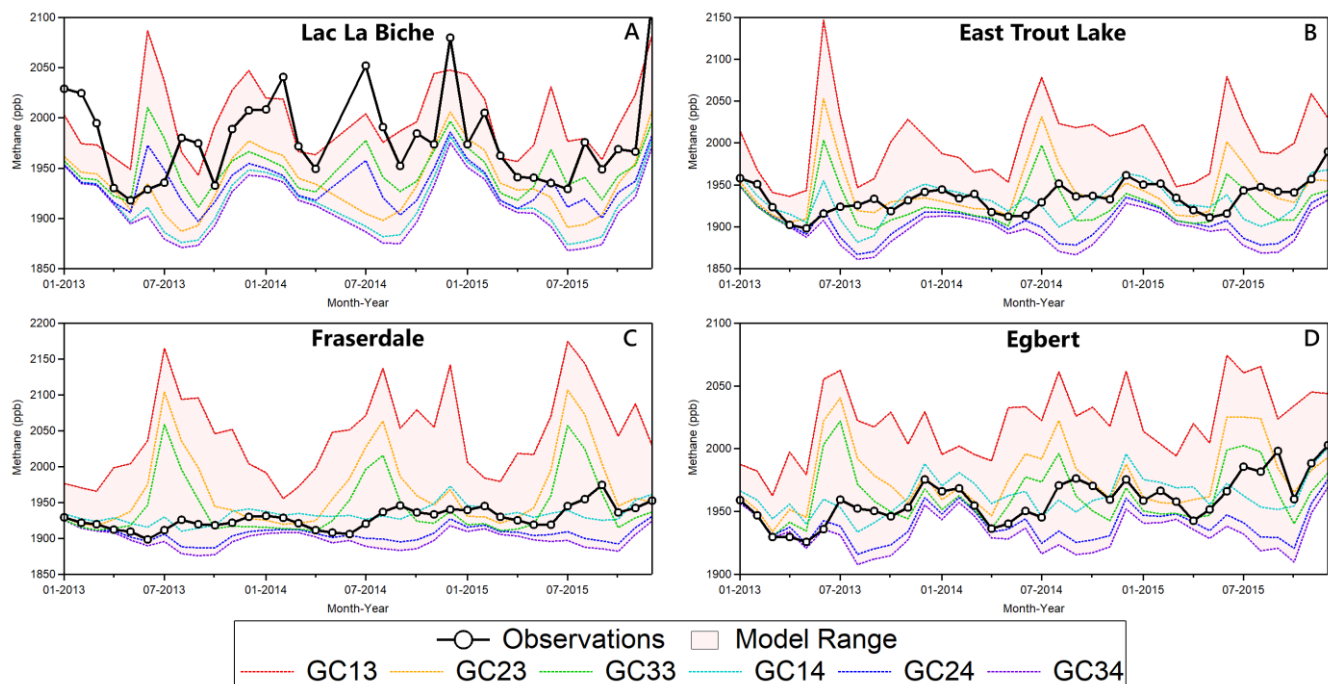 Lac La Biche
A
Methane (ppb)
2100
2050
2000
1950
1900
1850
01-2013 07-2013 01-2014 07-2014 01-2015 07-2015
Month-Year
East Trout Lake
B
Methane (ppb)
2150
2100
2050
2000
1950
1900
1850
01-2013 07-2013 01-2014 07-2014 01-2015 07-2015
Month-Year
Fraserdale
C
Methane (ppb)
2200
2150
2100
2050
2000
1950
1900
1850
01-2013 07-2013 01-2014 07-2014 01-2015 07-2015
Month-Year
Egbert
D
Methane (ppb)
2100
2050
2000
1950
1900
01-2013 07-2013 01-2014 07-2014 01-2015 07-2015
Month-Year
Observations Model Range
GC13 GC23 GC33 GC14 GC24 GC34